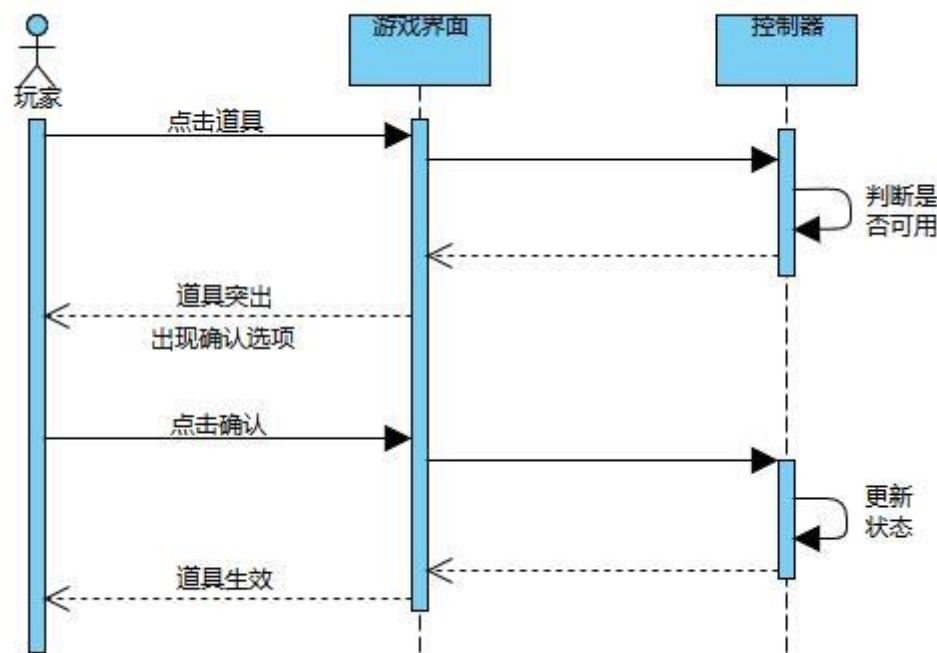 游戏界面
控制器
玩家
点击道具
判断是
否可用
道具突出
出现确认选项
点击确认
更新
状态
道具生效